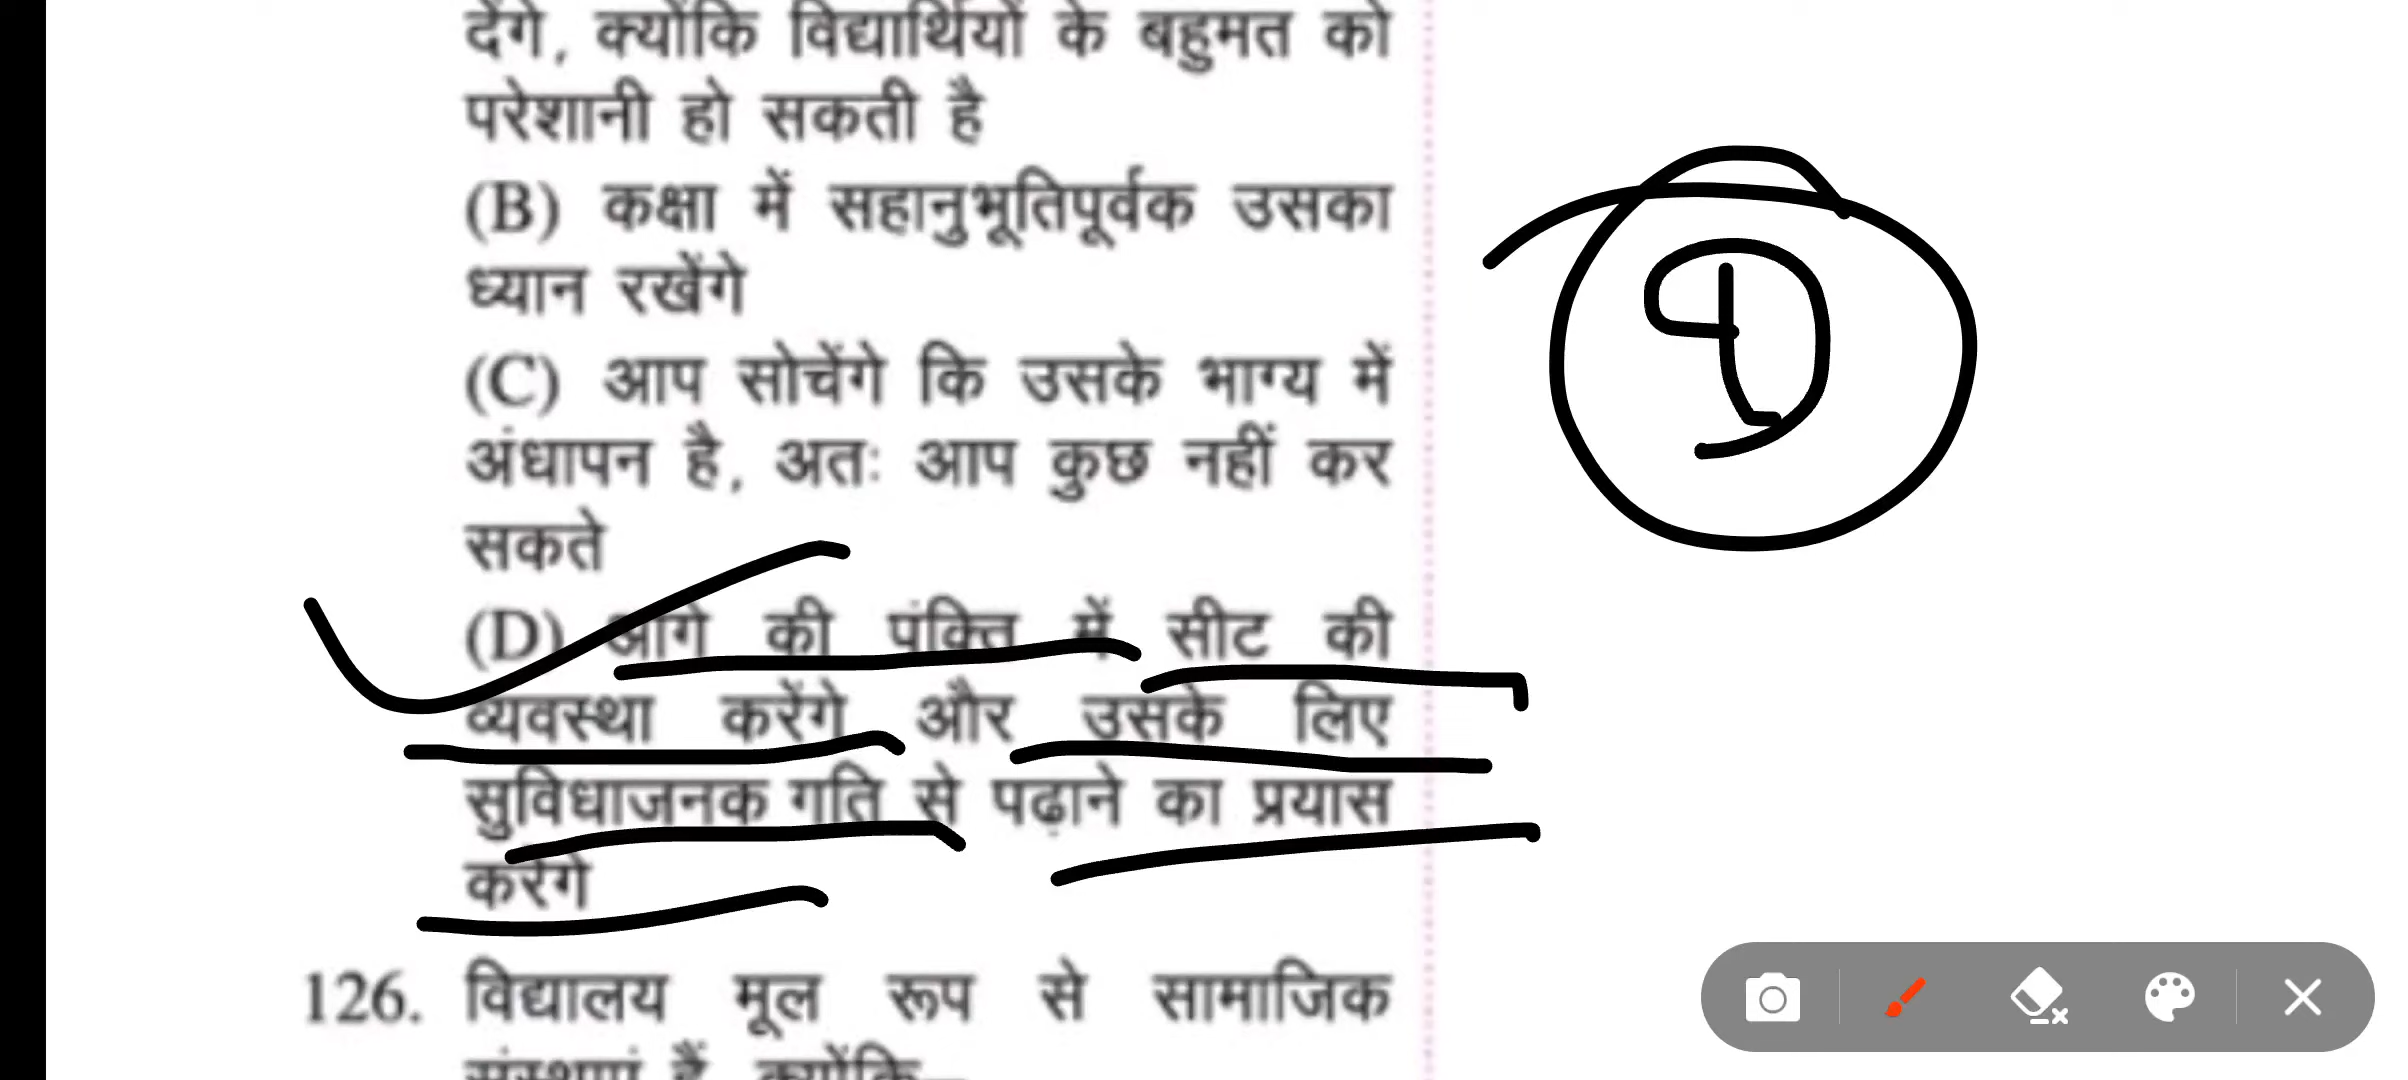 देंगे, क्योंकि विद्यार्थियों के बहुमत को
परेशानी हो सकती है
(B) कक्षा में सहानुभूतिपूर्वक उसका
ध्यान रखेंगे
(C) आप सोचेंगे कि उसके भाग्य में
अंधापन है, अतः आप कुछ नहीं कर
सकते
(D) आगे की पंक्ति में सीट की
व्यवस्था करेंगे और उसके लिए
सुविधाजनक गति से पढ़ाने का प्रयास
करेंगे
126. विद्यालय मूल रूप से सामाजिक
संस्थाएं हैं, क्योंकि–
D